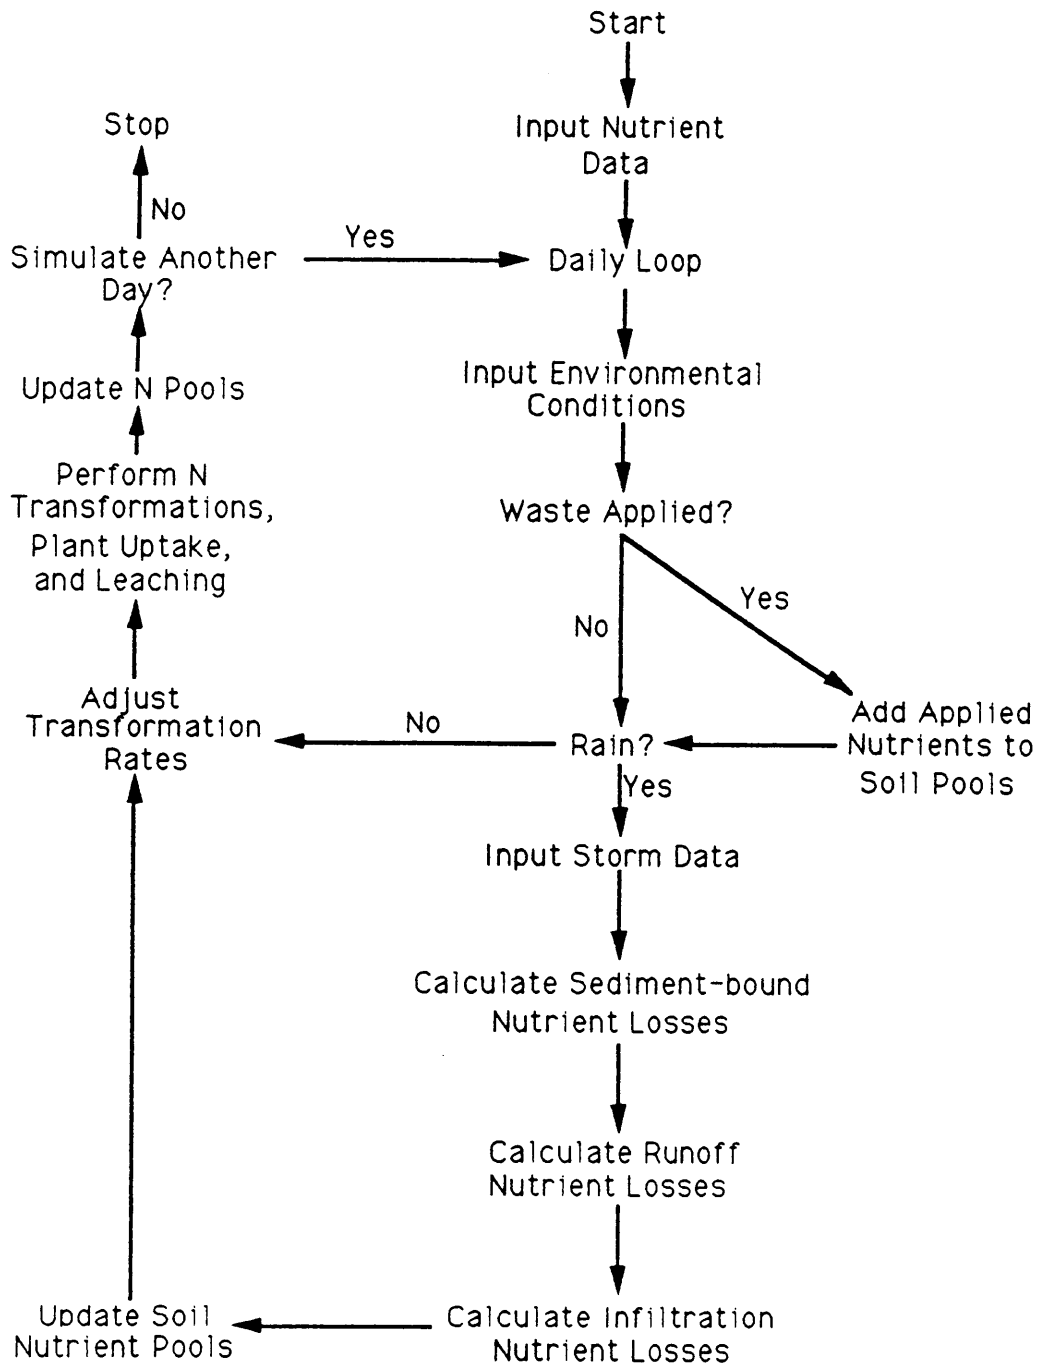 Start
Input Nutrient
Data
Daily Loop
Input Environmental
Conditions
Waste Applied?
Yes
No
Add Applied
Nutrients to
Soil Pools
Rain?
No
Yes
Input Storm Data
Calculate Sediment-bound
Nutrient Losses
Calculate Runoff
Nutrient Losses
Calculate Infiltration
Nutrient Losses
Update Soil
Nutrient Pools
Adjust
Transformation
Rates
Perform N
Transformations,
Plant Uptake,
and Leaching
Update N Pools
Simulate Another
Day?
Yes
No
Stop